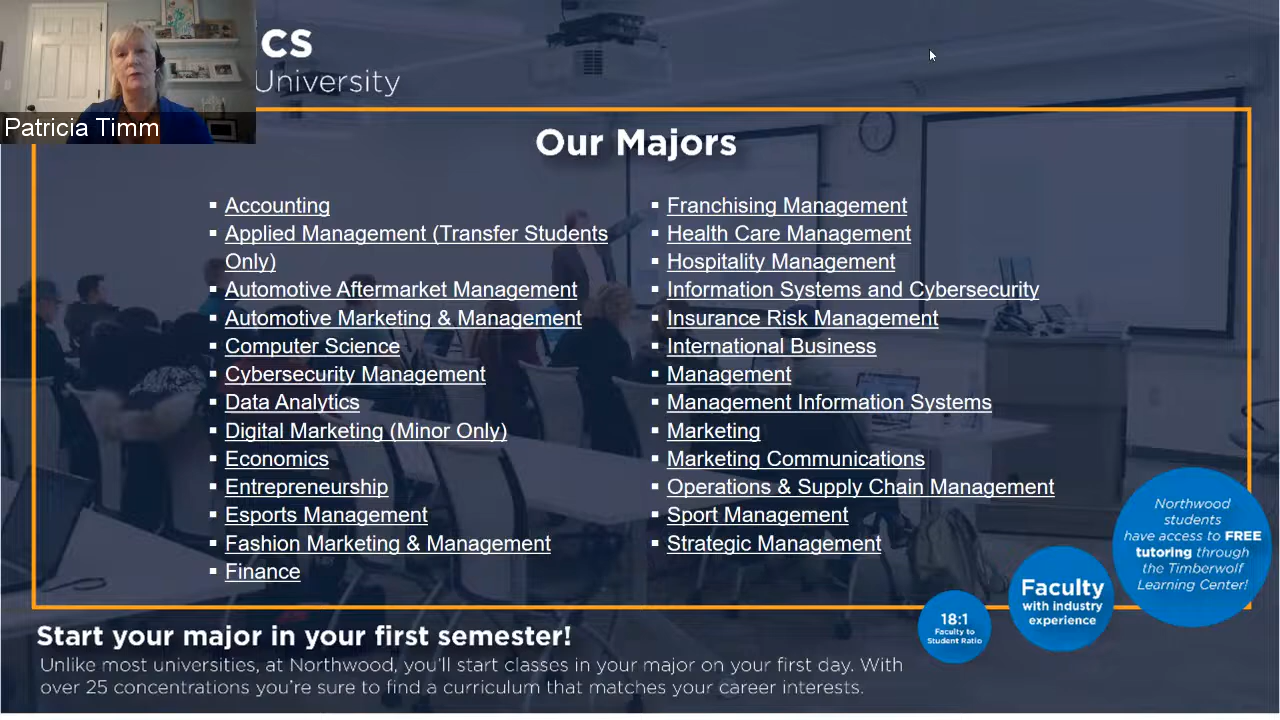 cs
University
Patricia Timm
Our Majors
▪ Accounting
▪ Applied Management (Transfer Students
Only)
▪ Automotive Aftermarket Management
▪ Automotive Marketing & Management
▪ Computer Science
▪ Cybersecurity Management
▪ Data Analytics
▪ Digital Marketing (Minor Only)
▪ Economics
▪ Entrepreneurship
▪ Esports Management
▪ Fashion Marketing & Management
▪ Finance
▪ Franchising Management
▪ Health Care Management
▪ Hospitality Management
▪ Information Systems and Cybersecurity
▪ Insurance Risk Management
▪ International Business
▪ Management
▪ Management Information Systems
▪ Marketing
▪ Marketing Communications
▪ Operations & Supply Chain Management
▪ Sport Management
▪ Strategic Management
Northwood
students
have access to FREE
tutoring through
the Timberwolf
Learning Center!
Faculty
with industry
experience
18:1
Faculty to
Student Ratio
Start your major in your first semester!
Unlike most universities, at Northwood, you'll start classes in your major on your first day. With
over 25 concentrations you're sure to find a curriculum that matches your career interests.